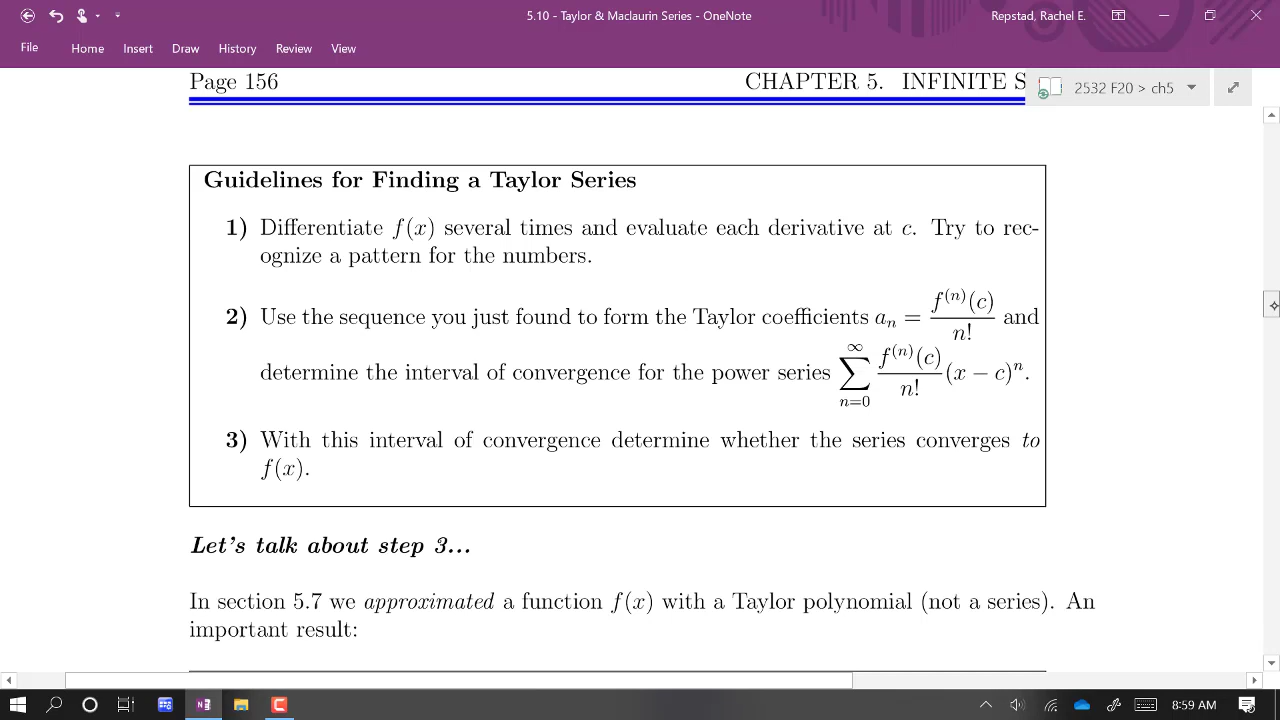 5.10 - Taylor & Maclaurin Series - OneNote
Repstad, Rachel E.
File Home Insert Draw History Review View
Page 156 CHAPTER 5. INFINITE S
2532 F20 > ch5
Guidelines for Finding a Taylor Series
1) Differentiate f(x) several times and evaluate each derivative at c. Try to rec-
ognize a pattern for the numbers.
2) Use the sequence you just found to form the Taylor coefficients aₙ = f⁽ⁿ⁾(c)/n! and
determine the interval of convergence for the power series ∑_{n=0}^{∞} f⁽ⁿ⁾(c)/n! (x − c)ⁿ.
3) With this interval of convergence determine whether the series converges to
f(x).
Let's talk about step 3...
In section 5.7 we approximated a function f(x) with a Taylor polynomial (not a series). An
important result:
8:59 AM